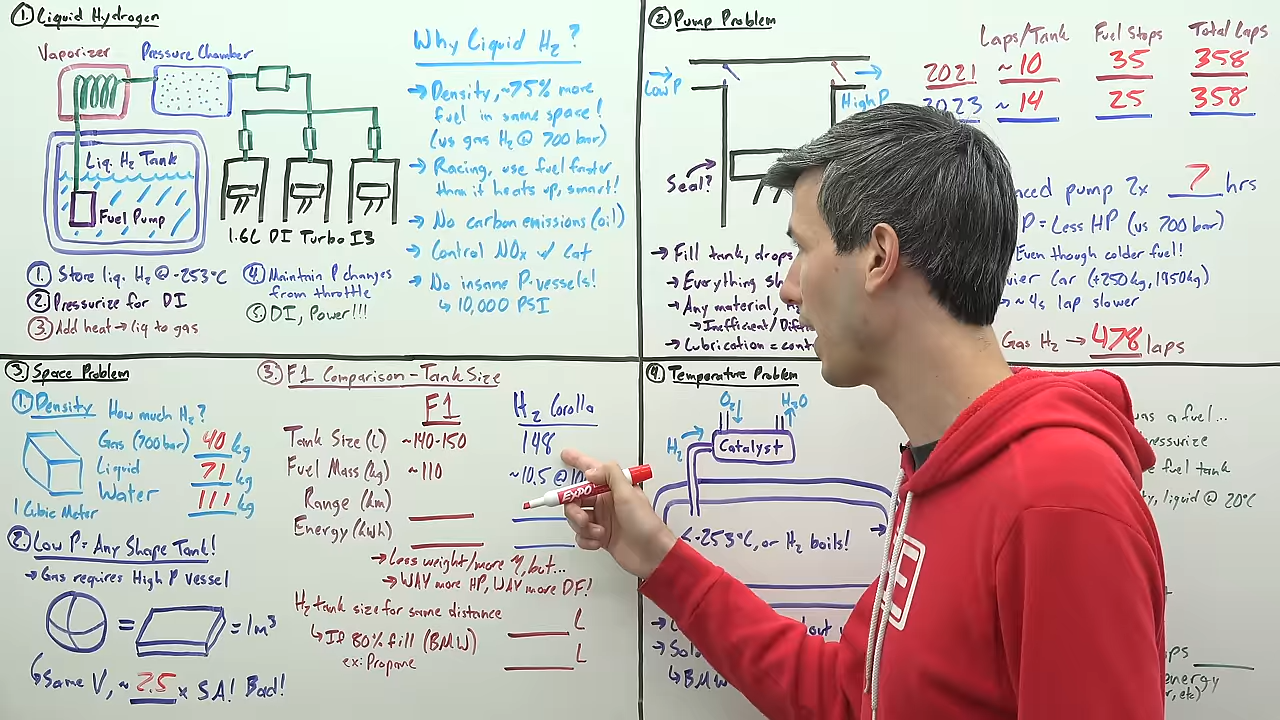 1. Liquid Hydrogen
Vaporizer
Pressure Chamber
Liq. H2 Tank
Fuel Pump
1.6L DI Turbo I3
1. Store liq. H2 @ -253°C
2. Pressurize for DI
3. Add heat → liq to gas
4. Maintain P changes
from throttle
5. DI, Power!!!
Why Liquid H2?
→ Density, ~75% more
fuel in same space!
(vs gas H2 @ 700 bar)
→ Racing, use fuel faster
than it heats up, smart!
→ No carbon emissions (oil)
→ Control NOx w/ Cat
→ No insane P-vessels!
↳ 10,000 PSI
2. Pump Problem
Low P
High P
Seal?
→ Fill tank, drops
→ Everything sh
→ Any material,
→ Inefficient/Diff
→ Lubrication = cont
Laps/Tank Fuel Stops Total Laps
2021 ~10 35 358
2023 ~14 25 358
nced pump 2x 7 hrs
P = Less HP (vs 700 bar)
Even though colder fuel!
vier Car (+250kg, 1950kg)
→ ~4s lap slower
Gas H2 → 478 laps
3. Space Problem
1. Density How much H2?
Gas (700bar) 40 kg
Liquid 71 kg
Water 111 kg
1 Cubic Meter
2. Low P = Any Shape Tank!
→ Gas requires High P vessel
= = 1m³
↳ Same V, ~2.5 x SA! Bad!
3. F1 Comparison - Tank Size
F1 H2 Corolla
Tank Size (L) ~140-150 148
Fuel Mass (kg) ~110 ~10.5 @ 10
Range (km)
Energy (kWh)
→ Less weight/more η, but...
→ WAY more HP, WAY more DF!
H2 tank size for same distance
L
↳ If 80% fill (BMW) L
ex: Propane
4. Temperature Problem
O2
H2O
H2
Catalyst
<-253°C, or H2 boils!
out
→ Sol
→ BMW
EXPO
E
was a fuel...
ressurize
fuel tank
, liquid @ 20°C
ps
energy
, etc)